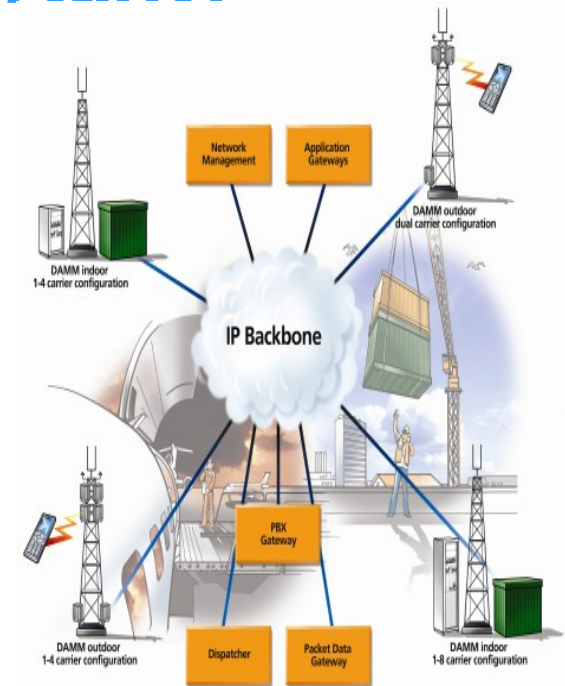 Network
Management
Application
Gateways
DAMM outdoor
dual carrier configuration
DAMM indoor
1-4 carrier configuration
IP Backbone
PBX
Gateway
DAMM outdoor
1-4 carrier configuration
Dispatcher
Packet Data
Gateway
DAMM indoor
1-8 carrier configuration